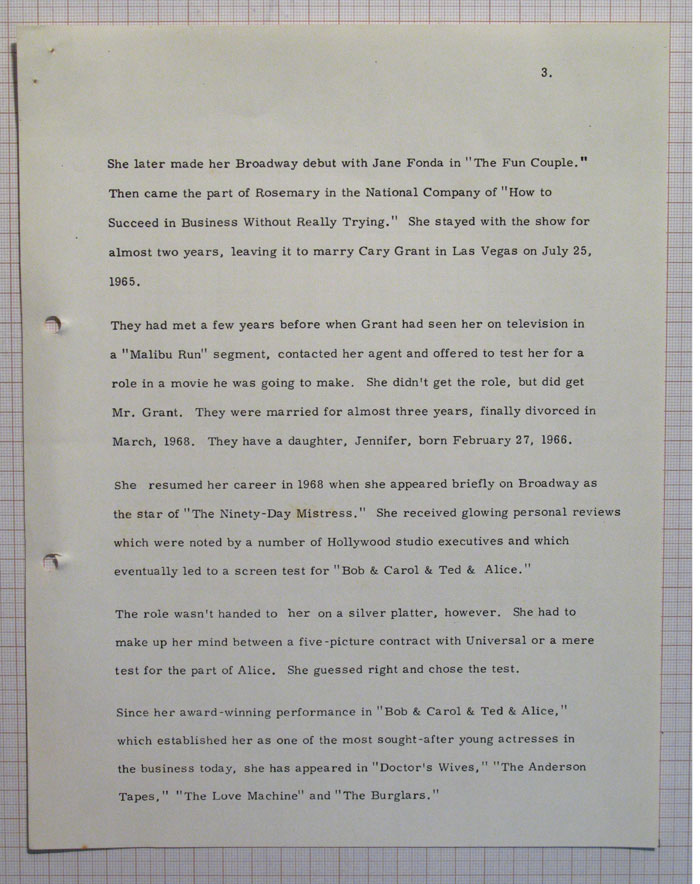 3.
She later made her Broadway debut with Jane Fonda in "The Fun Couple."
Then came the part of Rosemary in the National Company of "How to
Succeed in Business Without Really Trying." She stayed with the show for
almost two years, leaving it to marry Cary Grant in Las Vegas on July 25,
1965.
They had met a few years before when Grant had seen her on television in
a "Malibu Run" segment, contacted her agent and offered to test her for a
role in a movie he was going to make. She didn't get the role, but did get
Mr. Grant. They were married for almost three years, finally divorced in
March, 1968. They have a daughter, Jennifer, born February 27, 1966.
She resumed her career in 1968 when she appeared briefly on Broadway as
the star of "The Ninety-Day Mistress." She received glowing personal reviews
which were noted by a number of Hollywood studio executives and which
eventually led to a screen test for "Bob & Carol & Ted & Alice."
The role wasn't handed to her on a silver platter, however. She had to
make up her mind between a five-picture contract with Universal or a mere
test for the part of Alice. She guessed right and chose the test.
Since her award-winning performance in "Bob & Carol & Ted & Alice,"
which established her as one of the most sought-after young actresses in
the business today, she has appeared in "Doctor's Wives," "The Anderson
Tapes," "The Love Machine" and "The Burglars."